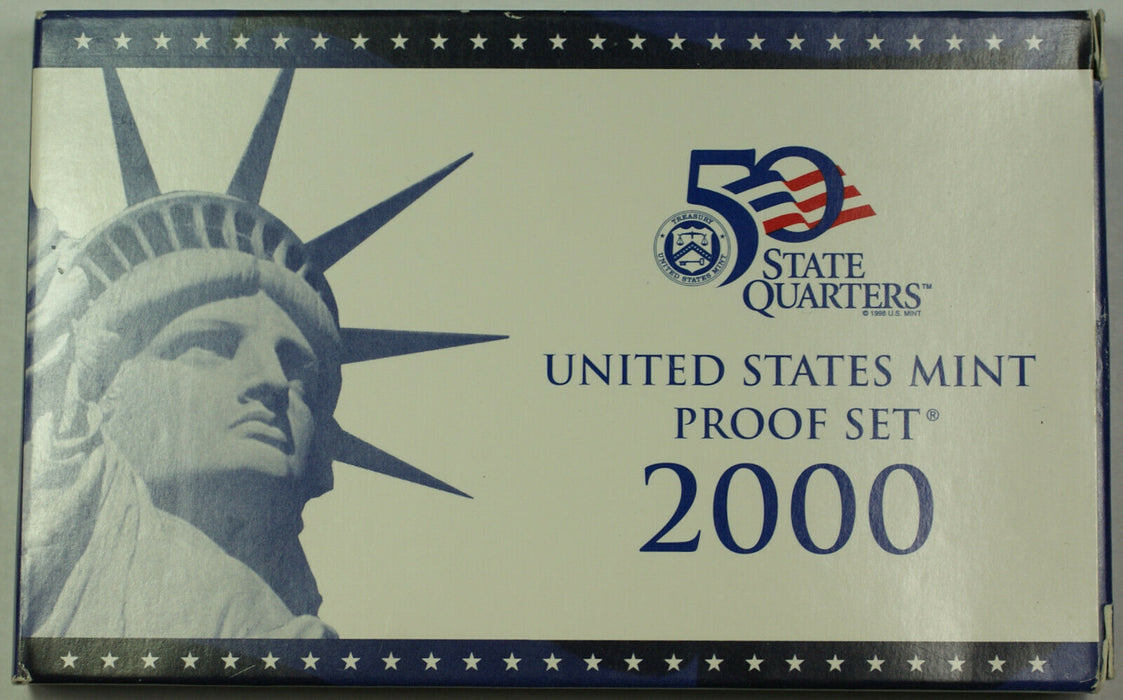 50
TREASURY
UNITED STATES MINT
STATE
QUARTERS™
© 1998 U.S. MINT
UNITED STATES MINT
PROOF SET®
2000